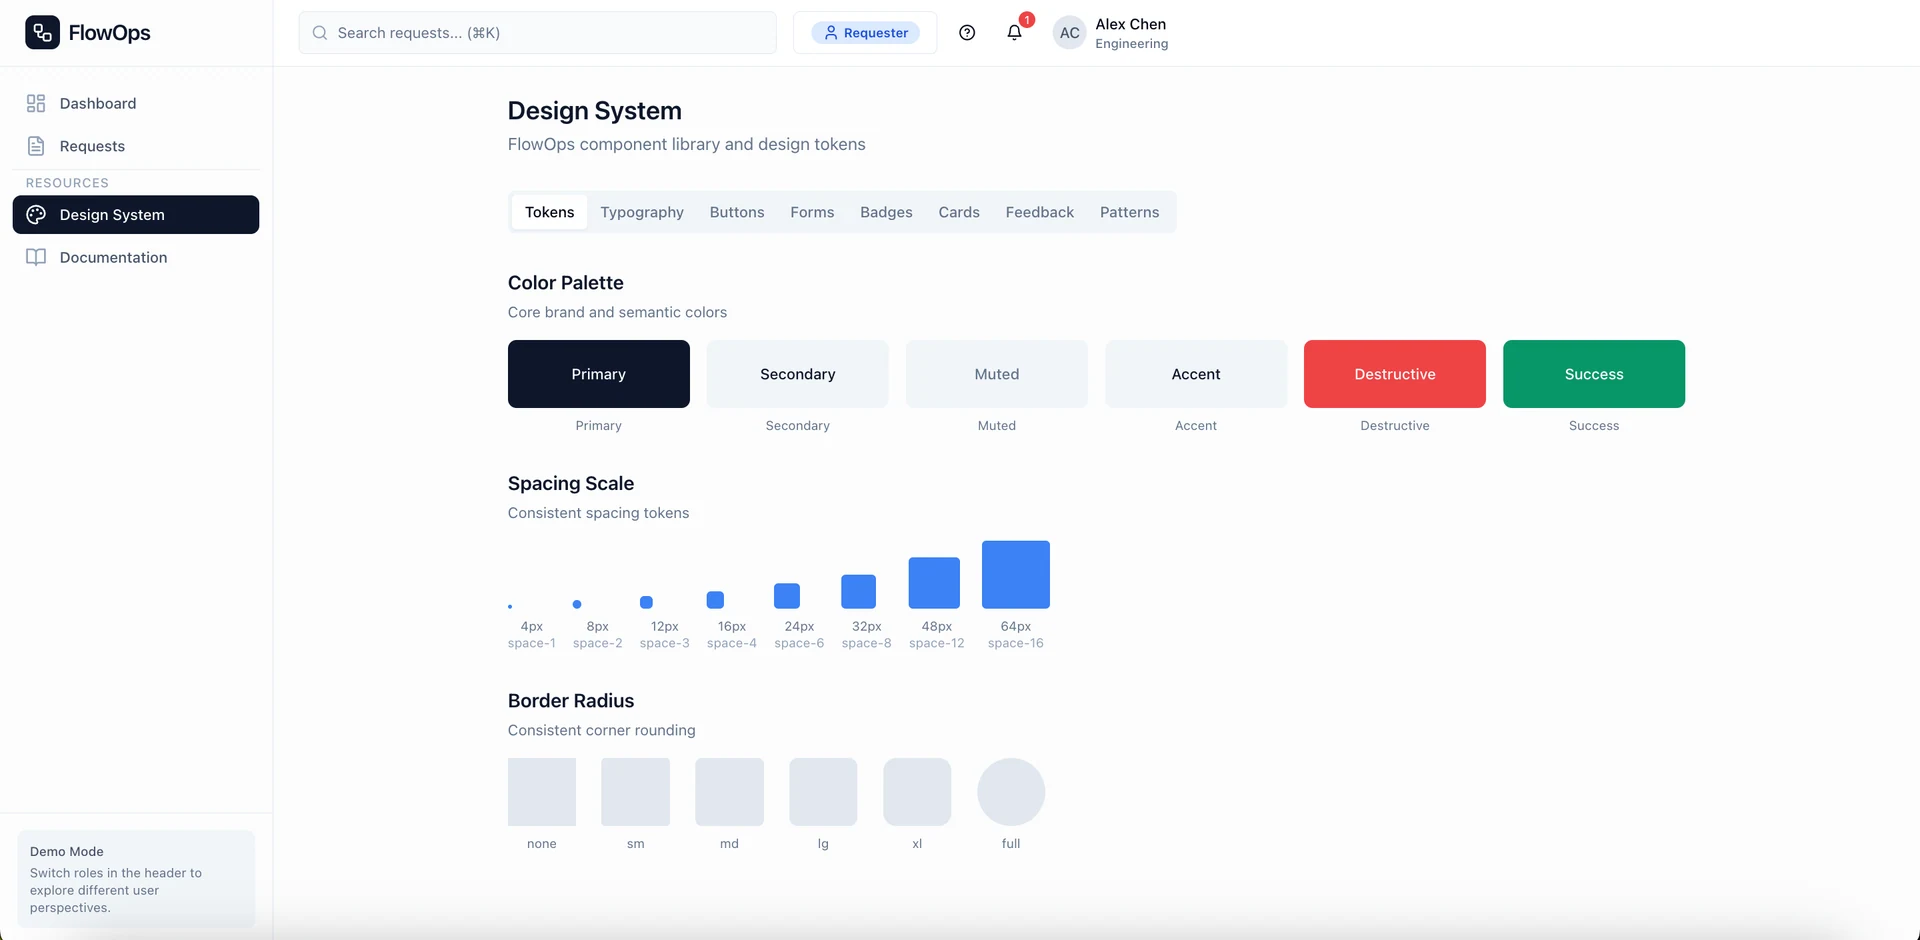 FlowOps
Search requests... (⌘K)
Requester
1
AC
Alex Chen
Engineering
Dashboard
Requests
RESOURCES
Design System
Documentation
Demo Mode
Switch roles in the header to
explore different user
perspectives.
Design System
FlowOps component library and design tokens
Tokens Typography Buttons Forms Badges Cards Feedback Patterns
Color Palette
Core brand and semantic colors
Primary Secondary Muted Accent Destructive Success
Primary Secondary Muted Accent Destructive Success
Spacing Scale
Consistent spacing tokens
4px 8px 12px 16px 24px 32px 48px 64px
space-1 space-2 space-3 space-4 space-6 space-8 space-12 space-16
Border Radius
Consistent corner rounding
none sm md lg xl full